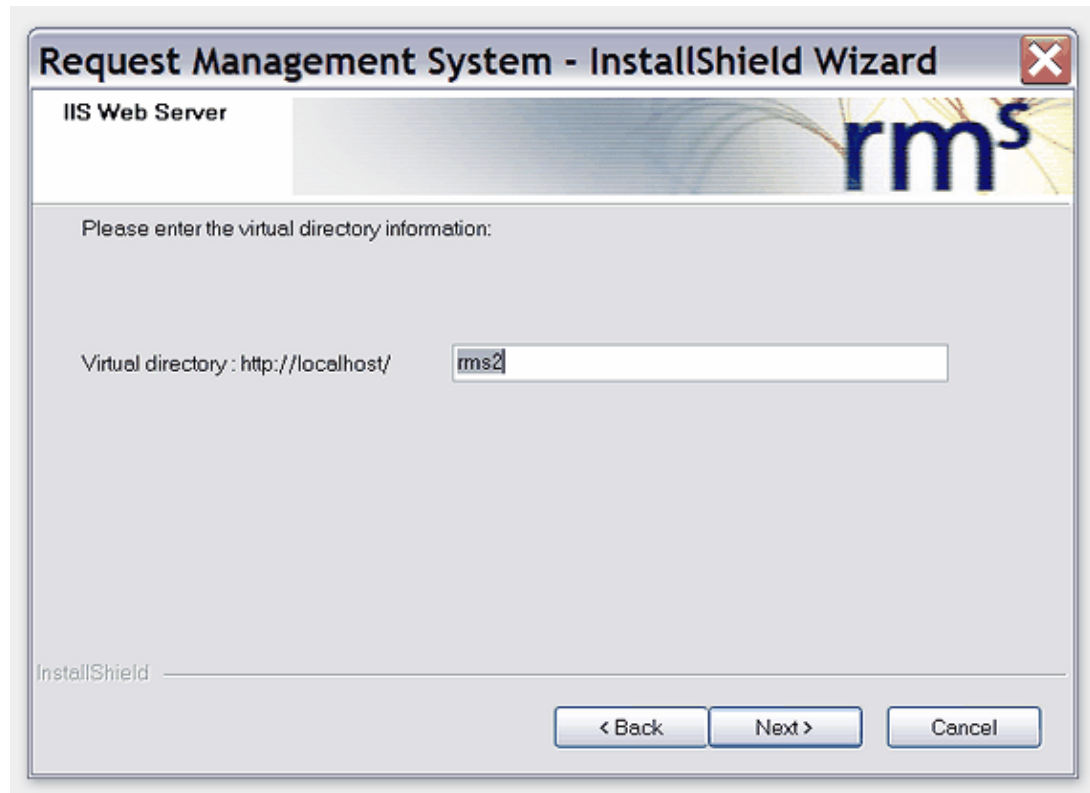 Request Management System - InstallShield Wizard
IIS Web Server
rms
Please enter the virtual directory information:
Virtual directory : http://localhost/ rms2
InstallShield
< Back Next > Cancel